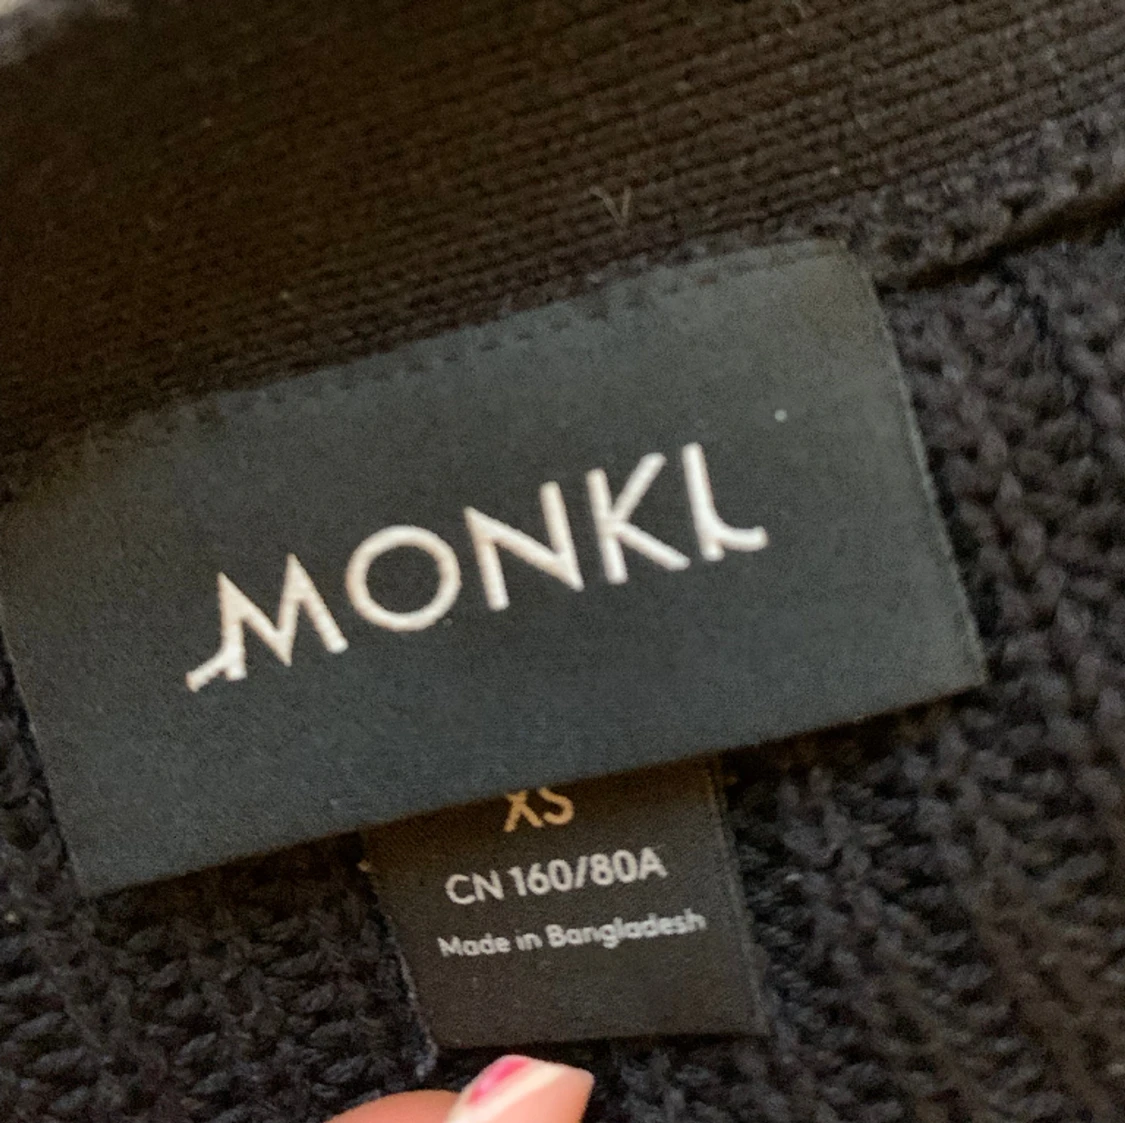 MONKI
XS
CN 160/80A
Made in Bangladesh